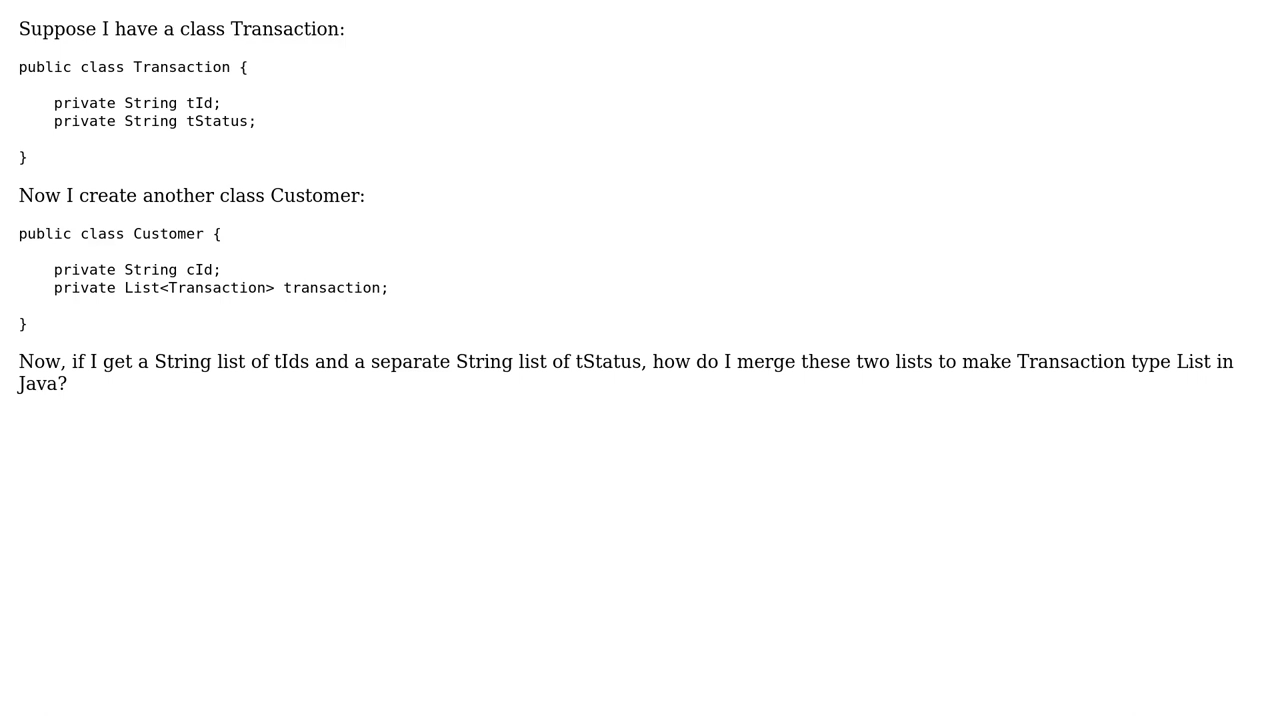 Suppose I have a class Transaction:
public class Transaction {
    private String tId;
    private String tStatus;
}
Now I create another class Customer:
public class Customer {
    private String cId;
    private List<Transaction> transaction;
}
Now, if I get a String list of tIds and a separate String list of tStatus, how do I merge these two lists to make Transaction type List in
Java?